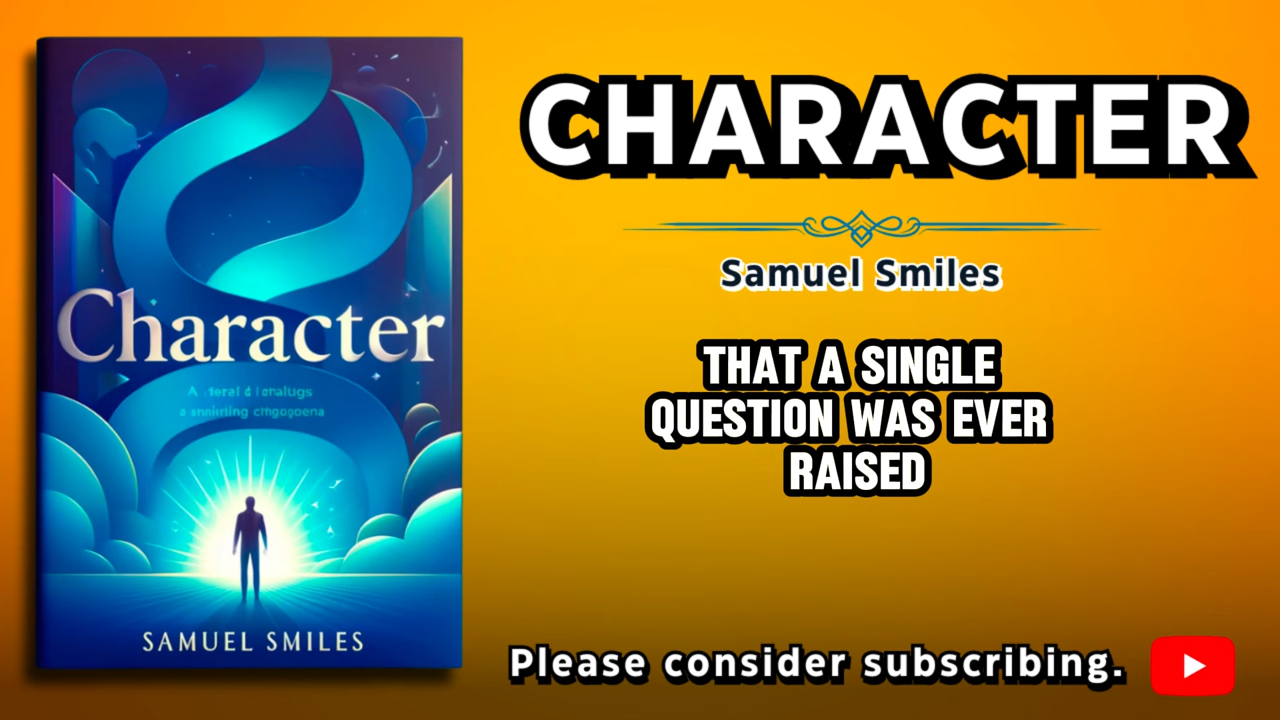 Character
SAMUEL SMILES
CHARACTER
Samuel Smiles
THAT A SINGLE
QUESTION WAS EVER
RAISED
Please consider subscribing.